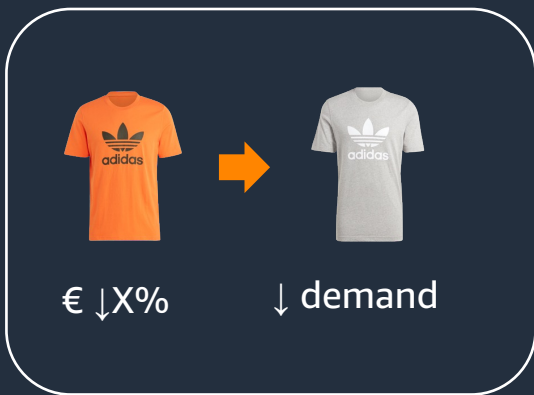 adidas
adidas
€ ↓X%
↓ demand